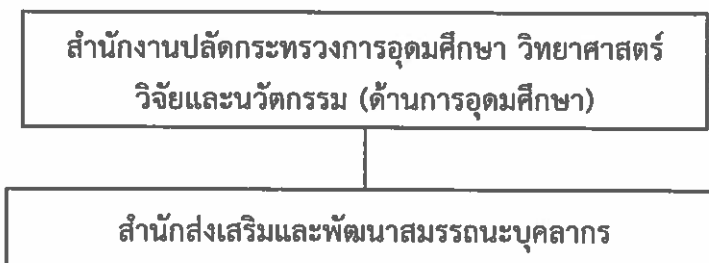 สำนักงานปลัดกระทรวงการอุดมศึกษา วิทยาศาสตร์
วิจัยและนวัตกรรม (ด้านการอุดมศึกษา)
สำนักส่งเสริมและพัฒนาสมรรถนะบุคลากร